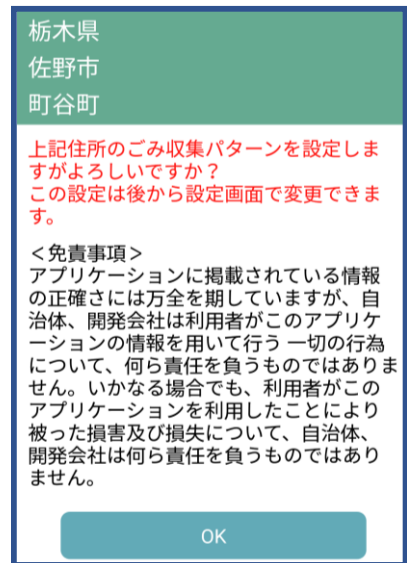 栃木県
佐野市
町谷町
上記住所のごみ収集パターンを設定しま
すがよろしいですか？
この設定は後から設定画面で変更できま
す。
＜免責事項＞
アプリケーションに掲載されている情報
の正確さには万全を期していますが、自
治体、開発会社は利用者がこのアプリケ
ーションの情報を用いて行う 一切の行為
について、何ら責任を負うものではありま
せん。いかなる場合でも、利用者がこの
アプリケーションを利用したことにより
被った損害及び損失について、自治体、
開発会社は何ら責任を負うものではあり
ません。
OK